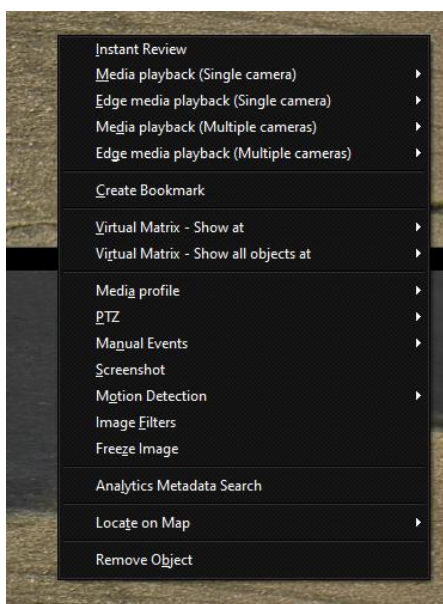 Instant Review
Media playback (Single camera)
Edge media playback (Single camera)
Media playback (Multiple cameras)
Edge media playback (Multiple cameras)
Create Bookmark
Virtual Matrix - Show at
Virtual Matrix - Show all objects at
Media profile
PTZ
Manual Events
Screenshot
Motion Detection
Image Filters
Freeze Image
Analytics Metadata Search
Locate on Map
Remove Object